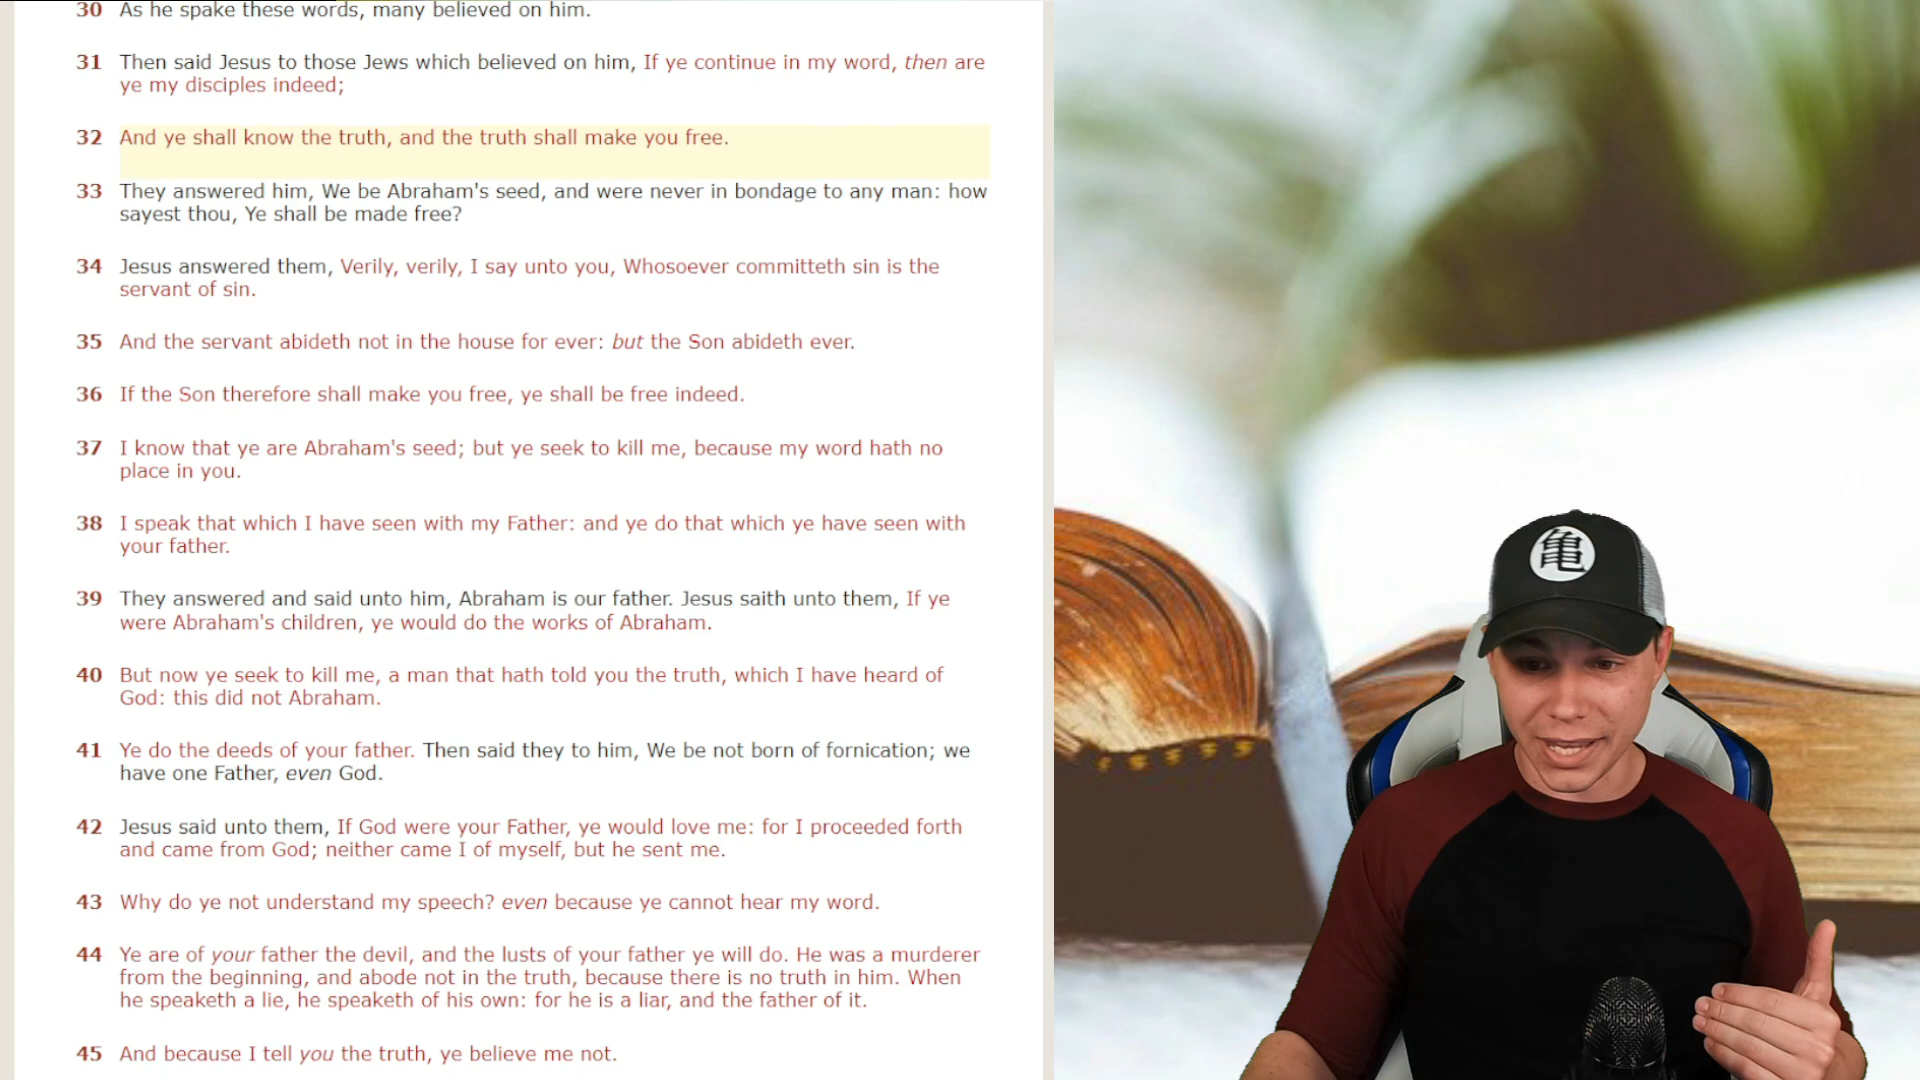 30 As he spake these words, many believed on him.
31 Then said Jesus to those Jews which believed on him, If ye continue in my word, then are
ye my disciples indeed;
32 And ye shall know the truth, and the truth shall make you free.
33 They answered him, We be Abraham's seed, and were never in bondage to any man: how
sayest thou, Ye shall be made free?
34 Jesus answered them, Verily, verily, I say unto you, Whosoever committeth sin is the
servant of sin.
35 And the servant abideth not in the house for ever: but the Son abideth ever.
36 If the Son therefore shall make you free, ye shall be free indeed.
37 I know that ye are Abraham's seed; but ye seek to kill me, because my word hath no
place in you.
38 I speak that which I have seen with my Father: and ye do that which ye have seen with
your father.
39 They answered and said unto him, Abraham is our father. Jesus saith unto them, If ye
were Abraham's children, ye would do the works of Abraham.
40 But now ye seek to kill me, a man that hath told you the truth, which I have heard of
God: this did not Abraham.
41 Ye do the deeds of your father. Then said they to him, We be not born of fornication; we
have one Father, even God.
42 Jesus said unto them, If God were your Father, ye would love me: for I proceeded forth
and came from God; neither came I of myself, but he sent me.
43 Why do ye not understand my speech? even because ye cannot hear my word.
44 Ye are of your father the devil, and the lusts of your father ye will do. He was a murderer
from the beginning, and abode not in the truth, because there is no truth in him. When
he speaketh a lie, he speaketh of his own: for he is a liar, and the father of it.
45 And because I tell you the truth, ye believe me not.
亀